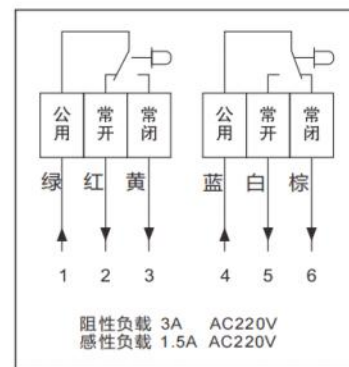 公用 常开 常闭 公用 常开 常闭
绿 红 黄 蓝 白 棕
1 2 3 4 5 6
阻性负载 3A AC220V
感性负载 1.5A AC220V